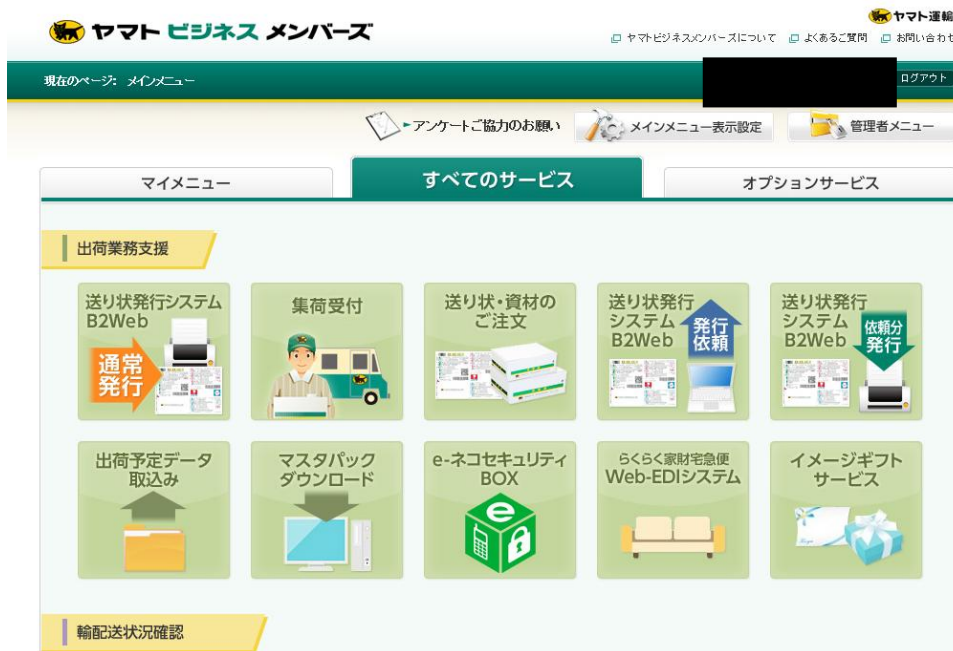 ヤマト ビジネス メンバーズ
ヤマト運輸
ヤマトビジネスメンバーズについて よくあるご質問 お問い合わせ
現在のページ: メインメニュー
ログアウト
アンケートご協力のお願い メインメニュー表示設定 管理者メニュー
マイメニュー すべてのサービス オプションサービス
出荷業務支援
送り状発行システム
B2Web
通常
発行
集荷受付
送り状・資材の
ご注文
送り状発行
システム
B2Web
発行
依頼
送り状発行
システム
B2Web
依頼分
発行
出荷予定データ
取込み
マスタパック
ダウンロード
e-ネコセキュリティ
BOX
e
らくらく家財宅急便
Web-EDIシステム
イメージギフト
サービス
輸配送状況確認